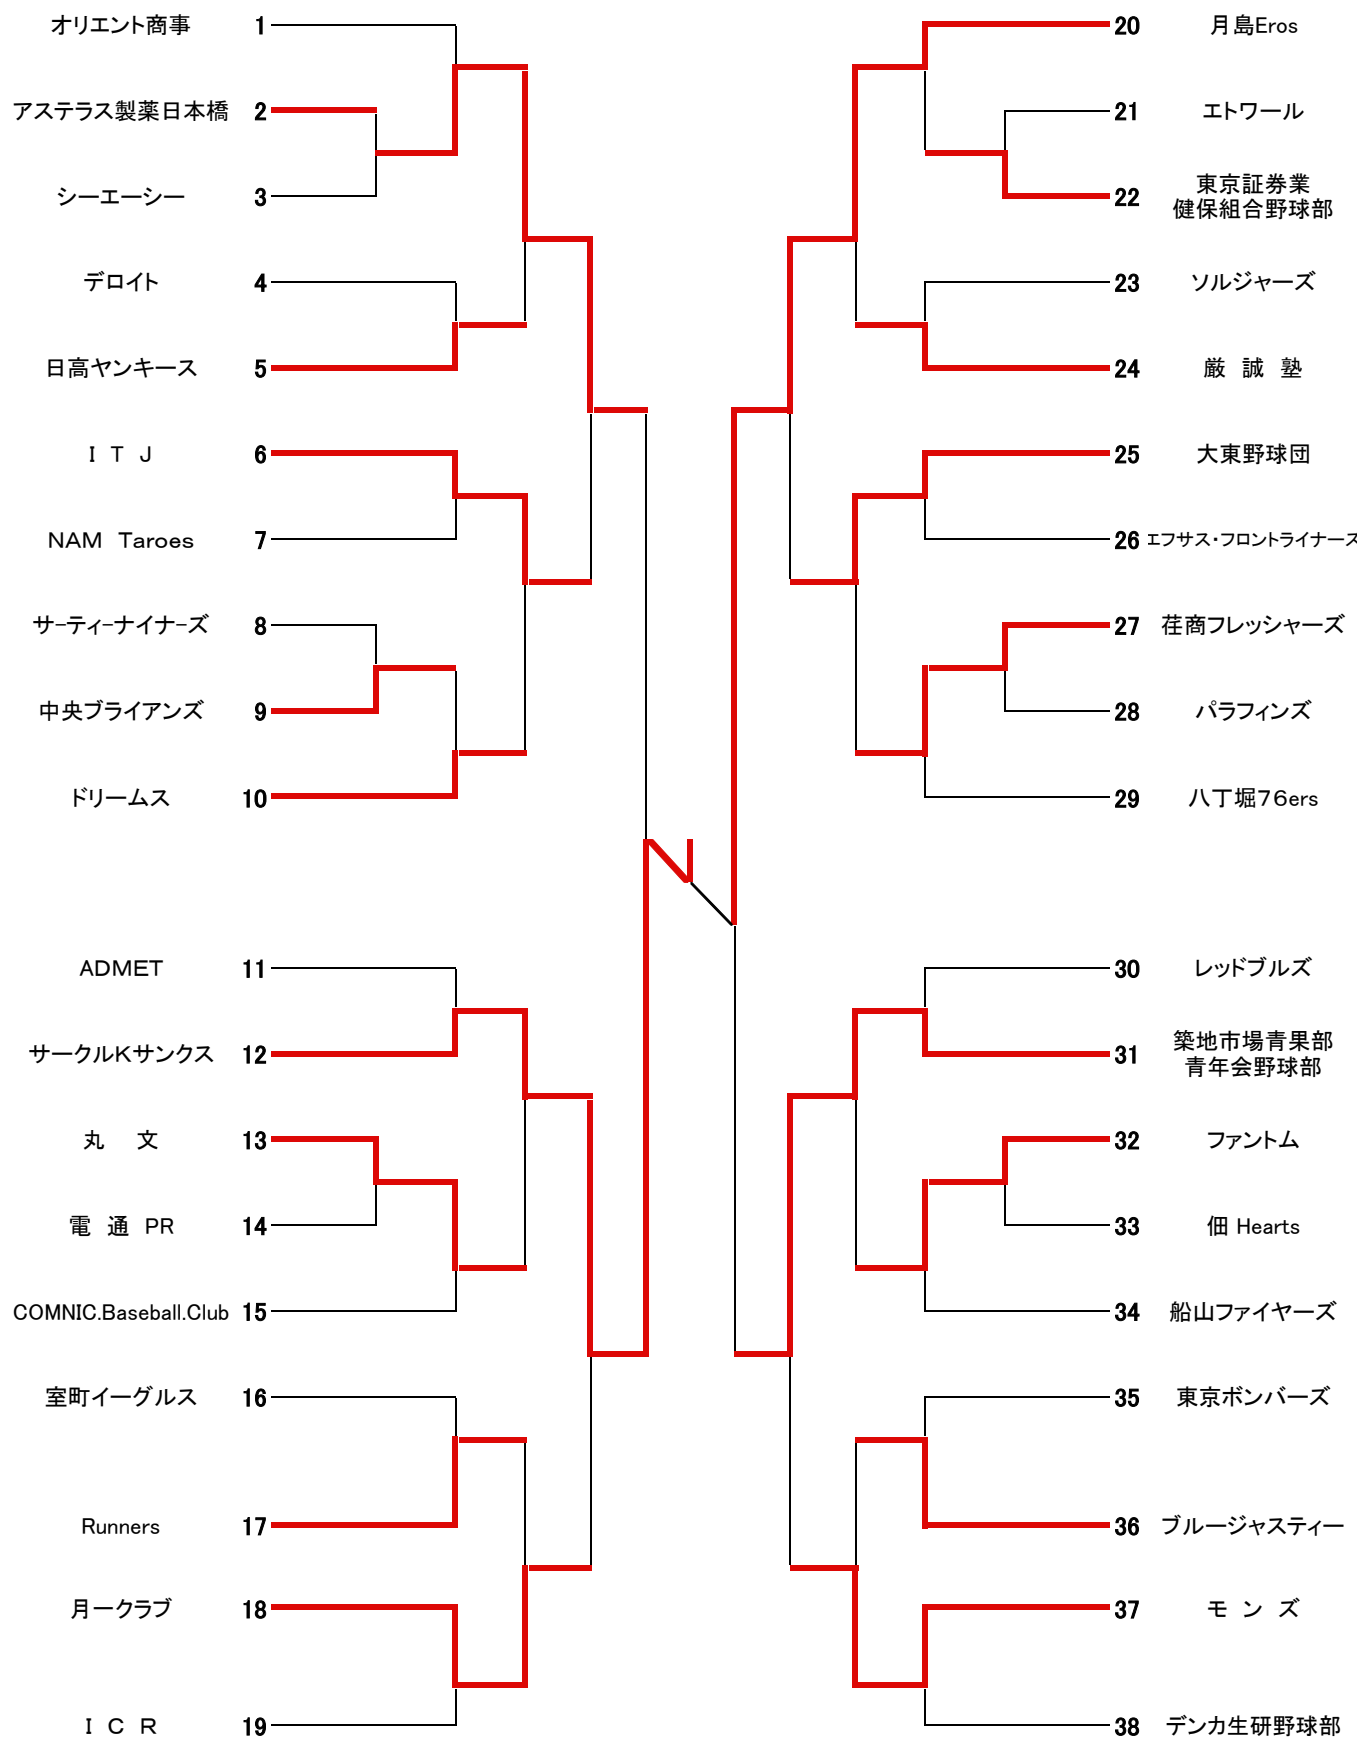 オリエント商事 1
アステラス製薬日本橋 2
シーエーシー 3
デロイト 4
日高ヤンキース 5
I T J 6
NAM Taroes 7
サーティーナイナーズ 8
中央ブライアンズ 9
ドリームス 10
ADMET 11
サークルKサンクス 12
丸 文 13
電 通 PR 14
COMNIC.Baseball.Club 15
室町イーグルス 16
Runners 17
月一クラブ 18
I C R 19
20 月島Eros
21 エトワール
22 東京証券業
健保組合野球部
23 ソルジャーズ
24 厳 誠 塾
25 大東野球団
26 エフサス・フロントライナーズ
27 荏商フレッシャーズ
28 パラフィンズ
29 八丁堀76ers
30 レッドブルズ
31 築地市場青果部
青年会野球部
32 ファントム
33 佃 Hearts
34 船山ファイヤーズ
35 東京ボンバーズ
36 ブルージャスティー
37 モ ン ズ
38 デンカ生研野球部